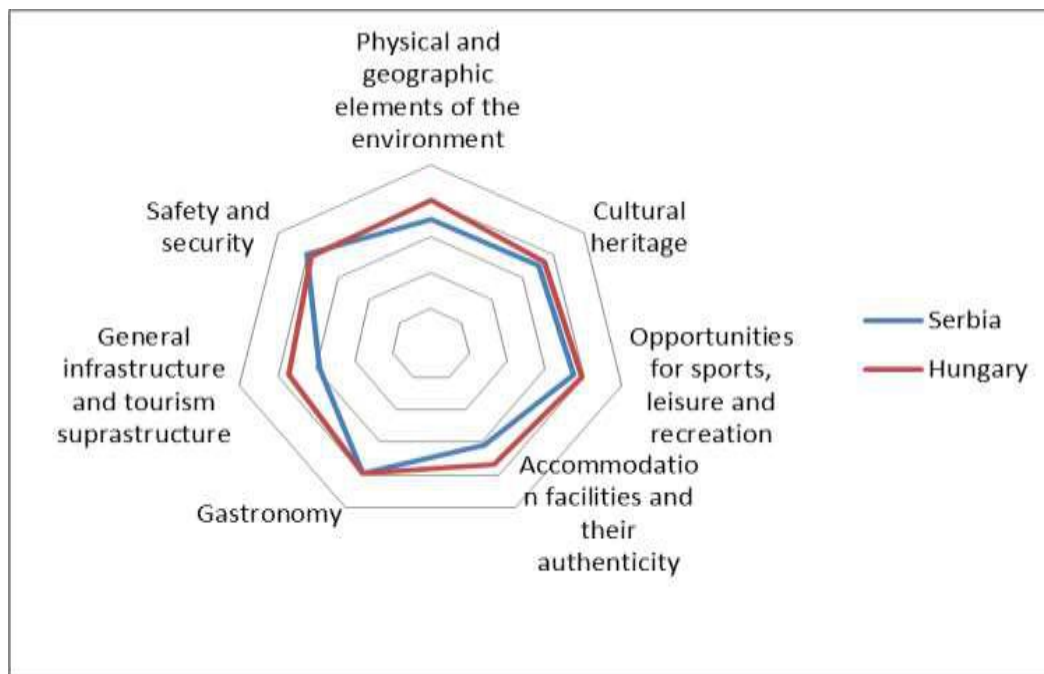 Physical and
geographic
elements of the
environment
Cultural
heritage
Opportunities
for sports,
leisure and
recreation
Accommodatio
n facilities and
their
authenticity
Gastronomy
General
infrastructure
and tourism
suprastructure
Safety and
security
Serbia
Hungary